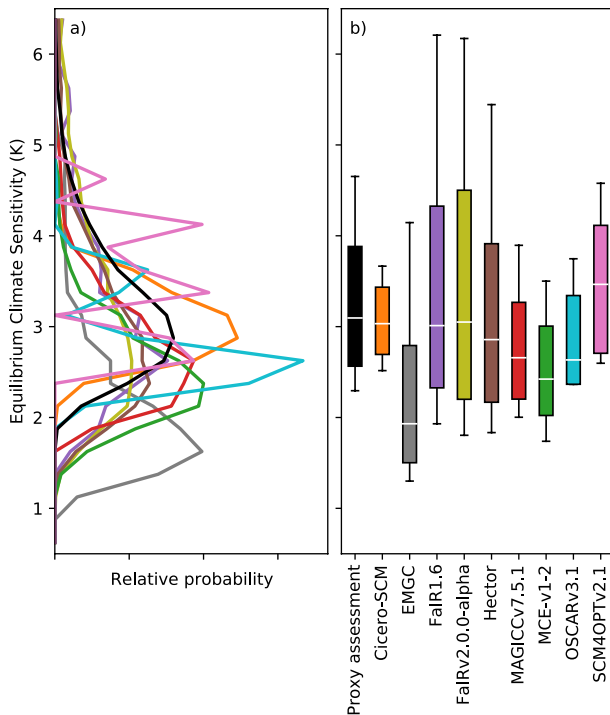 a)
b)
Equilibrium Climate Sensitivity (K)
6
5
4
3
2
1
Relative probability
Proxy assessment
Cicero-SCM
EMGC
FaIR1.6
FaIRv2.0.0-alpha
Hector
MAGICCv7.5.1
MCE-v1-2
OSCARv3.1
SCM4OPTv2.1